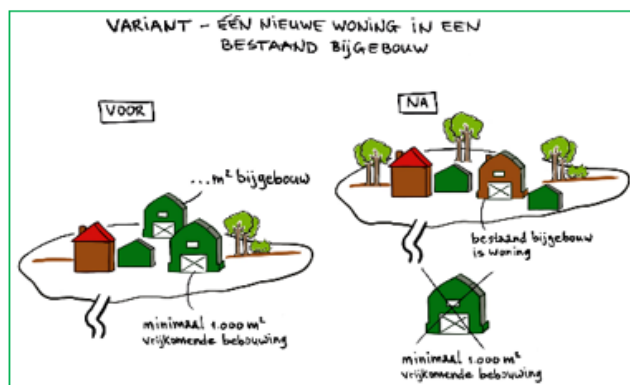 VARIANT - ÉÉN NIEUWE WONING IN EEN
BESTAAND BIJGEBOUW
VOOR
...m² bijgebouw
minimaal 1.000 m²
vrijkomende bebouwing
NA
bestaand bijgebouw
is woning
minimaal 1.000 m²
vrijkomende bebouwing